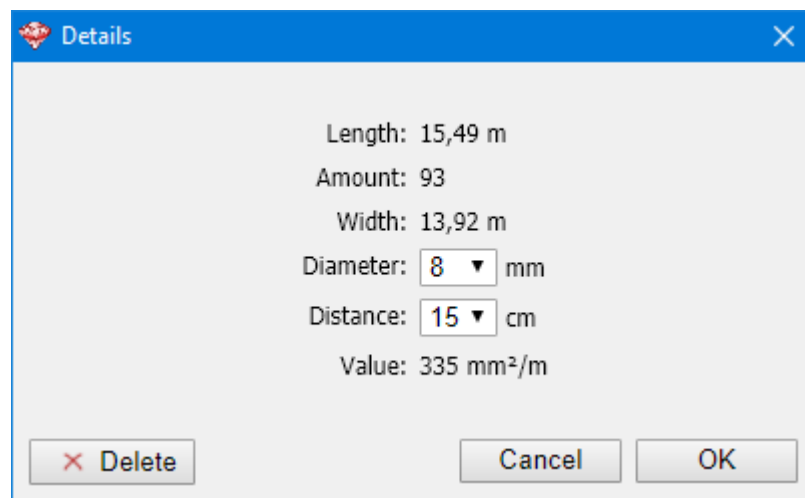 Details
Length: 15,49 m
Amount: 93
Width: 13,92 m
Diameter: 8 mm
Distance: 15 cm
Value: 335 mm²/m
Delete Cancel OK